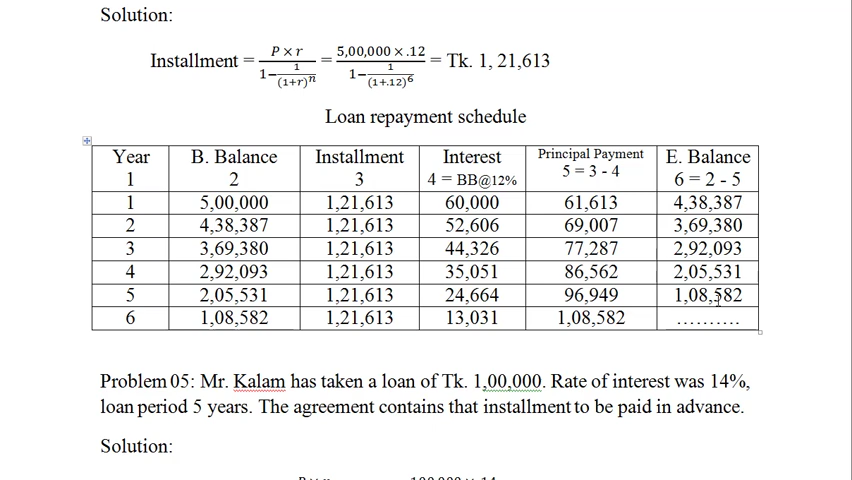 Solution:
Installment = P × r / 1−1/(1+r)^n = 5,00,000 × .12 / 1−1/(1+.12)^6 = Tk. 1, 21,613
Loan repayment schedule
Year B. Balance Installment Interest Principal Payment E. Balance
1 2 3 4 = BB@12% 5 = 3 - 4 6 = 2 - 5
1 5,00,000 1,21,613 60,000 61,613 4,38,387
2 4,38,387 1,21,613 52,606 69,007 3,69,380
3 3,69,380 1,21,613 44,326 77,287 2,92,093
4 2,92,093 1,21,613 35,051 86,562 2,05,531
5 2,05,531 1,21,613 24,664 96,949 1,08,582
6 1,08,582 1,21,613 13,031 1,08,582 ..........
Problem 05: Mr. Kalam has taken a loan of Tk. 1,00,000. Rate of interest was 14%,
loan period 5 years. The agreement contains that installment to be paid in advance.
Solution: